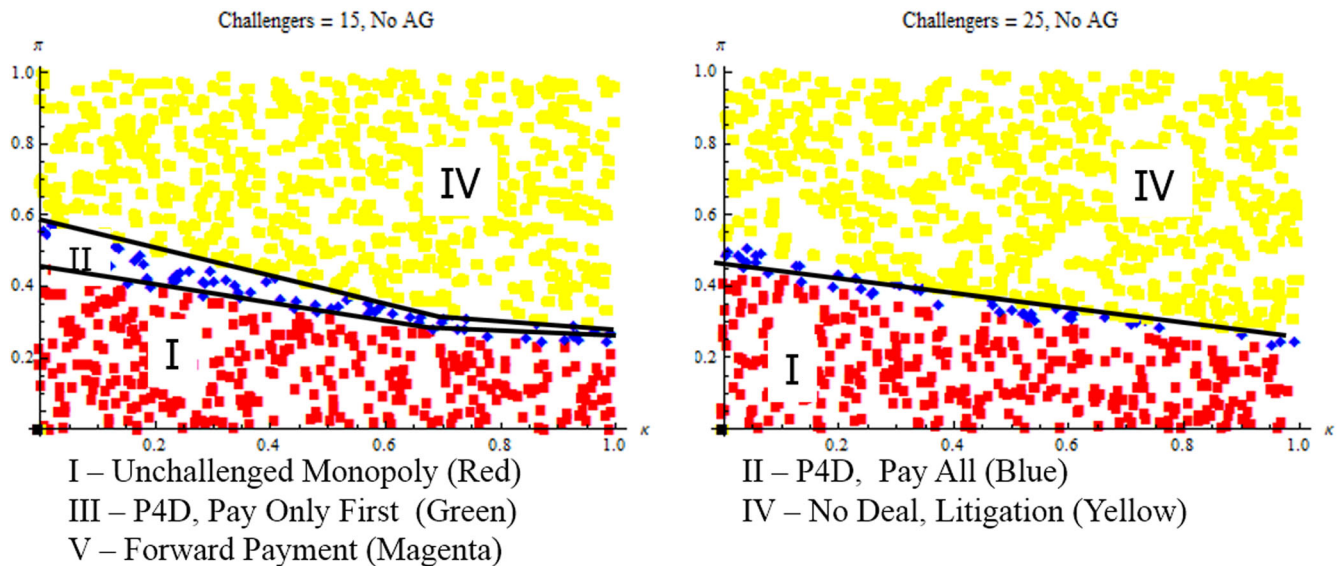 Challengers = 15, No AG
Challengers = 25, No AG
π
1.0
0.8
0.6
0.4
0.2
IV
II
I
0.2
0.4
0.6
0.8
1.0
κ
π
1.0
0.8
0.6
0.4
0.2
IV
I
0.2
0.4
0.6
0.8
1.0
κ
I – Unchallenged Monopoly (Red)
II – P4D, Pay All (Blue)
III – P4D, Pay Only First (Green)
IV – No Deal, Litigation (Yellow)
V – Forward Payment (Magenta)